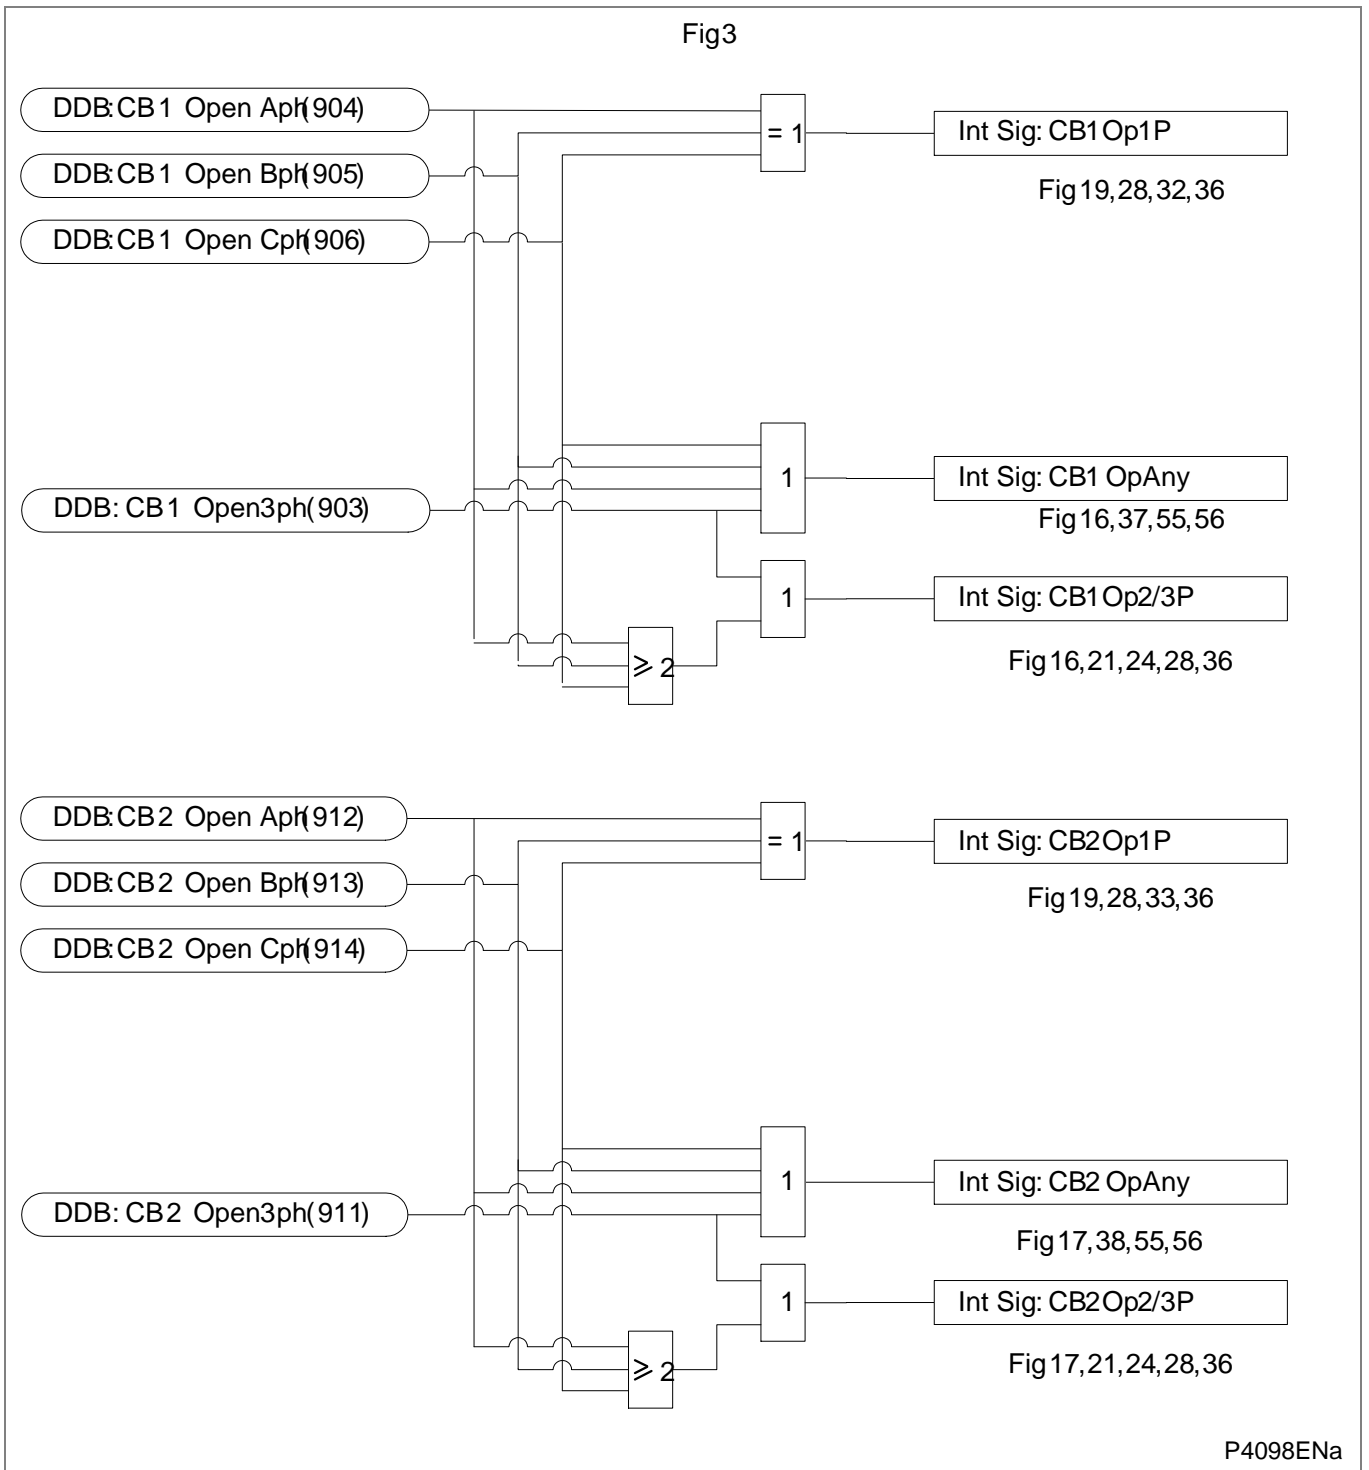 Fig3
DDB:CB1 Open Aph(904)
= 1
Int Sig: CB1Op1P
DDB:CB1 Open Bph(905)
Fig19,28,32,36
DDB:CB1 Open Cph(906)
1
Int Sig: CB1 OpAny
DDB: CB1 Open3ph(903)
Fig16,37,55,56
1
Int Sig: CB1Op2/3P
⩾ 2
Fig16,21,24,28,36
DDB:CB2 Open Aph(912)
= 1
Int Sig: CB2Op1P
DDB:CB2 Open Bph(913)
Fig19,28,33,36
DDB:CB2 Open Cph(914)
1
Int Sig: CB2 OpAny
DDB: CB2 Open3ph(911)
Fig17,38,55,56
1
Int Sig: CB2Op2/3P
⩾ 2
Fig17,21,24,28,36
P4098ENa